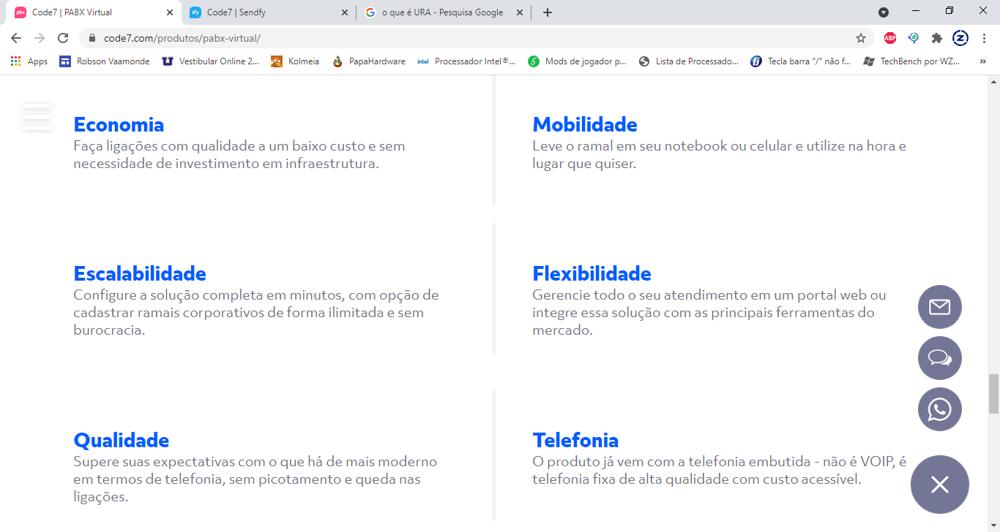 pbx
Code7 | PABX Virtual
sfy
Code7 | Sendfy
o que é URA - Pesquisa Google
code7.com/produtos/pabx-virtual/
ABP
Apps
Robson Vaamonde
Vestibular Online 2...
Kolmeia
PapaHardware
intel
Processador Intel®...
Mods de jogador p...
Lista de Processado...
Tecla barra "/" não f...
TechBench por WZ...
»
Economia
Faça ligações com qualidade a um baixo custo e sem
necessidade de investimento em infraestrutura.
Mobilidade
Leve o ramal em seu notebook ou celular e utilize na hora e
lugar que quiser.
Escalabilidade
Configure a solução completa em minutos, com opção de
cadastrar ramais corporativos de forma ilimitada e sem
burocracia.
Flexibilidade
Gerencie todo o seu atendimento em um portal web ou
integre essa solução com as principais ferramentas do
mercado.
Qualidade
Supere suas expectativas com o que há de mais moderno
em termos de telefonia, sem picotamento e queda nas
ligações.
Telefonia
O produto já vem com a telefonia embutida - não é VOIP, é
telefonia fixa de alta qualidade com custo acessível.